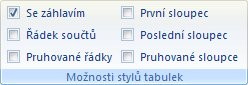 Se záhlavím
První sloupec
Řádek součtů
Poslední sloupec
Pruhované řádky
Pruhované sloupce
Možnosti stylů tabulek